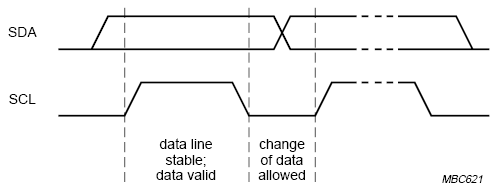 SDA
SCL
data line
stable;
data valid
change
of data
allowed
MBC621